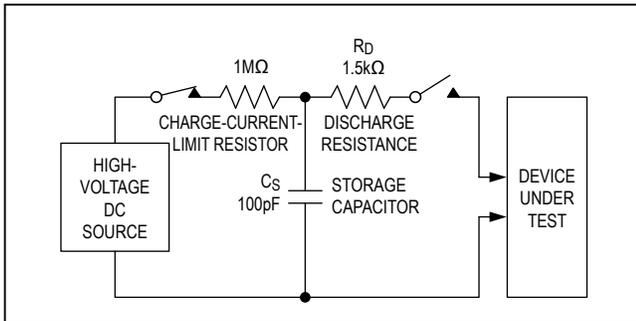 RD
1MΩ
1.5kΩ
CHARGE-CURRENT-
LIMIT RESISTOR
DISCHARGE
RESISTANCE
HIGH-
VOLTAGE
DC
SOURCE
CS
100pF
STORAGE
CAPACITOR
DEVICE
UNDER
TEST